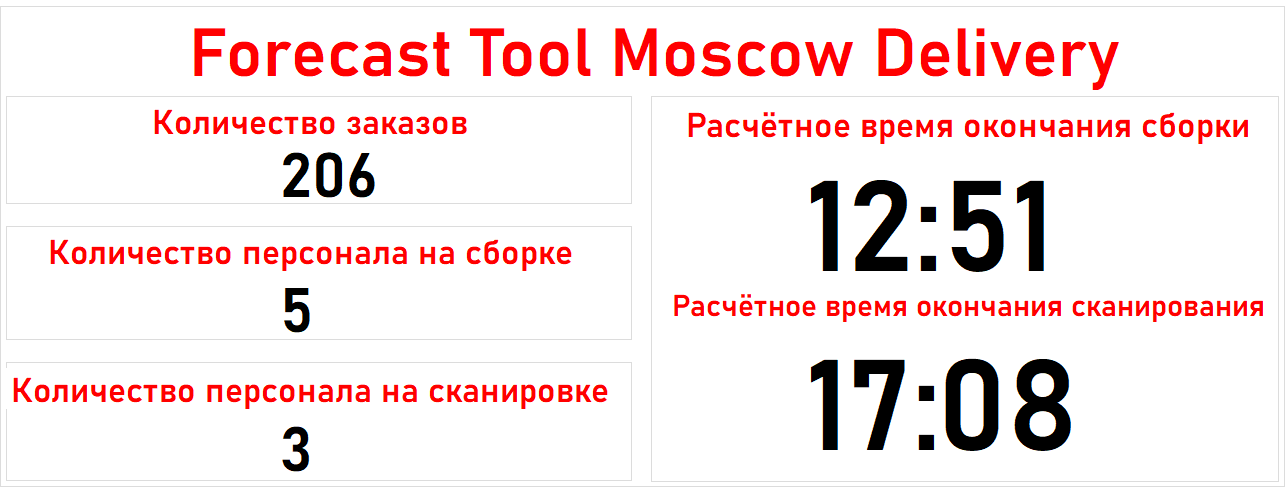 Forecast Tool Moscow Delivery
Количество заказов
206
Количество персонала на сборке
5
Количество персонала на сканировке
3
Расчётное время окончания сборки
12:51
Расчётное время окончания сканирования
17:08